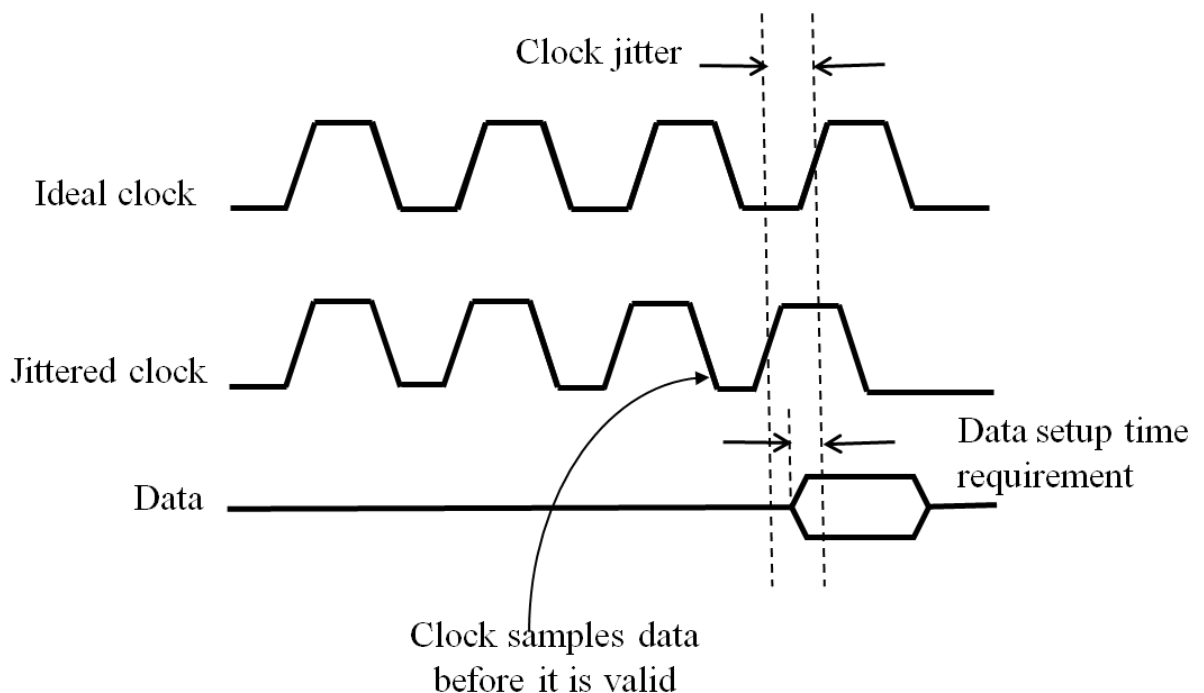 Clock jitter
Ideal clock
Jittered clock
Data setup time
requirement
Data
Clock samples data
before it is valid